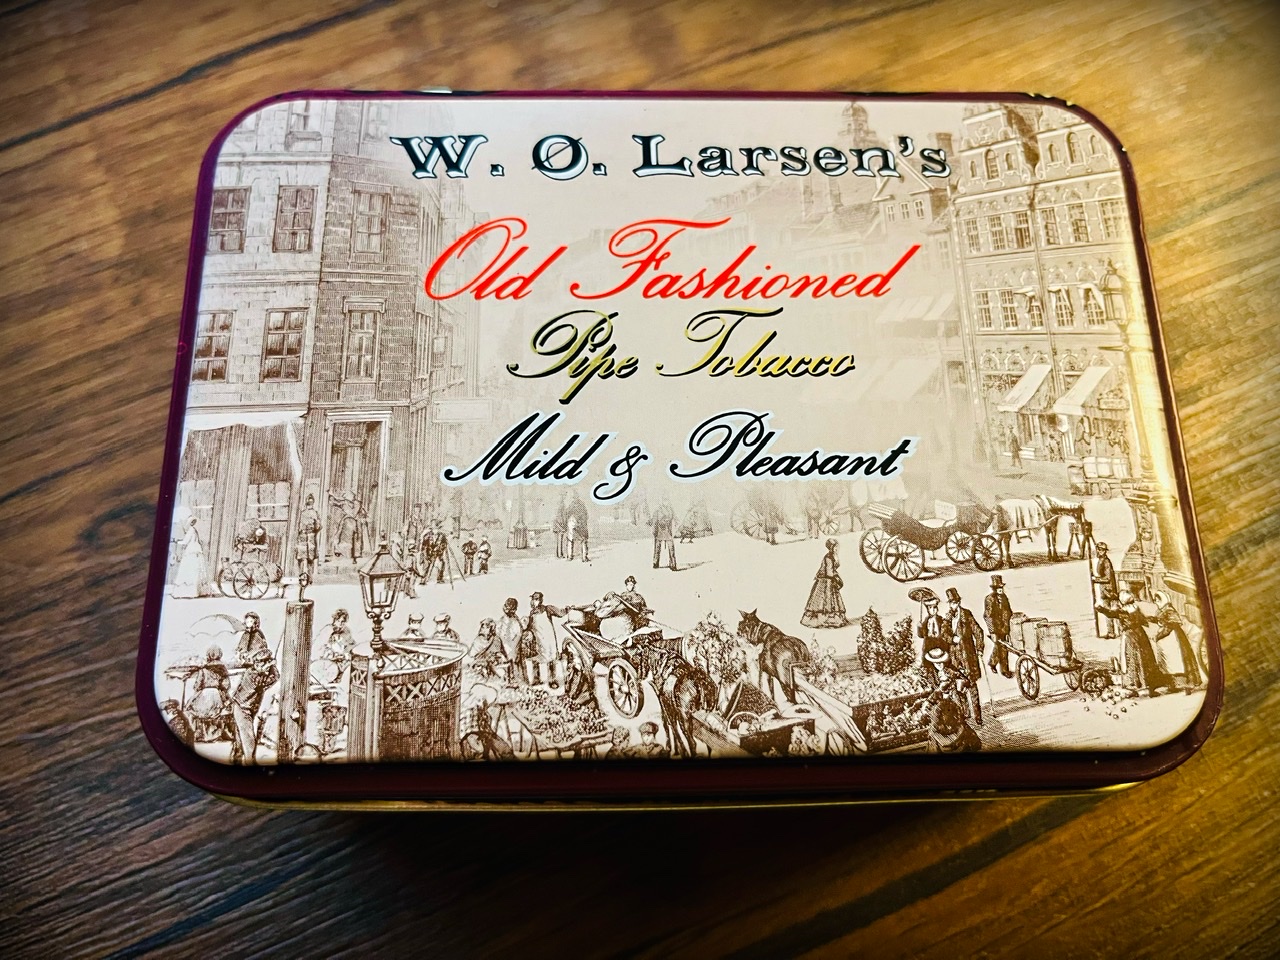 W. Ø. Larsen's
Old Fashioned
Pipe Tobacco
Mild & Pleasant